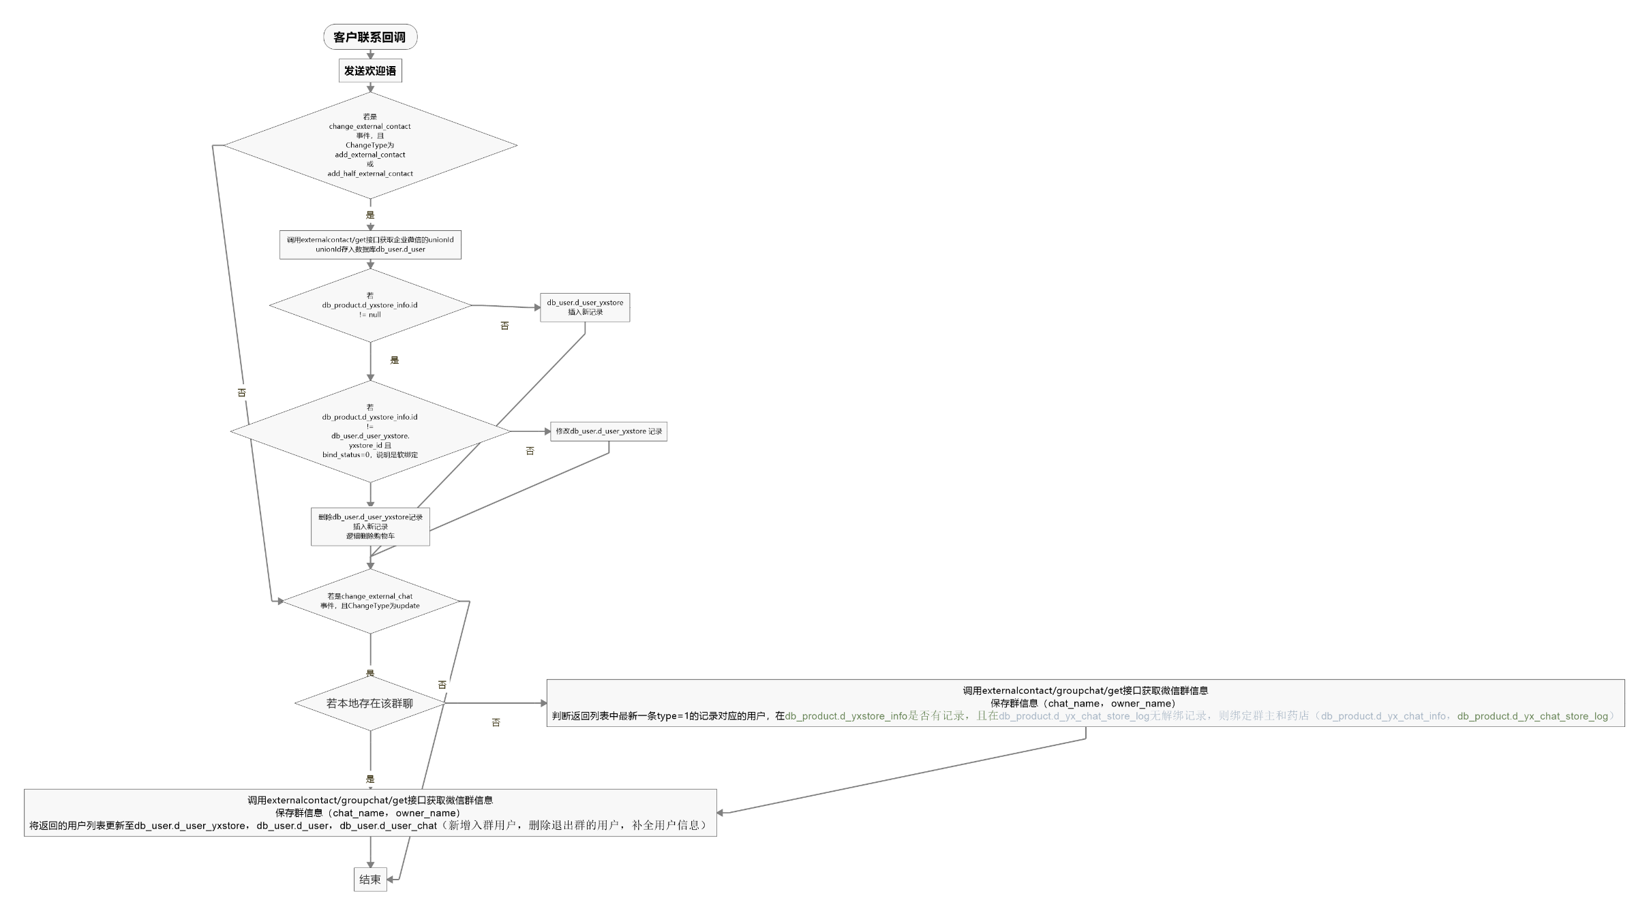 客户联系回调
发送欢迎语
若是
change_external_contact
事件，且
ChangeType为
add_external_contact
或
add_half_external_contact
是
调用externalcontact/get接口获取企业微信的unionId
unionId存入数据库db_user.d_user
若
db_product.d_yxstore_info.id
!= null
否
db_user.d_user_yxstore
插入新记录
是
否
若
db_product.d_yxstore_info.id
!=
db_user.d_user_yxstore.
yxstore_id 且
bind_status=0，说明是软绑定
否
修改db_user.d_user_yxstore 记录
删除db_user.d_user_yxstore记录
插入新记录
逻辑删除购物车
若是change_external_chat
事件，且ChangeType为update
是
否
若本地存在该群聊
否
调用externalcontact/groupchat/get接口获取微信群信息
保存群信息（chat_name，owner_name）
判断返回列表中最新一条type=1的记录对应的用户，在db_product.d_yxstore_info是否有记录，且在db_product.d_yx_chat_store_log无解绑记录，则绑定群主和药店（db_product.d_yx_chat_info，db_product.d_yx_chat_store_log）
是
调用externalcontact/groupchat/get接口获取微信群信息
保存群信息（chat_name，owner_name）
将返回的用户列表更新至db_user.d_user_yxstore，db_user.d_user，db_user.d_user_chat（新增入群用户，删除退出群的用户，补全用户信息）
结束